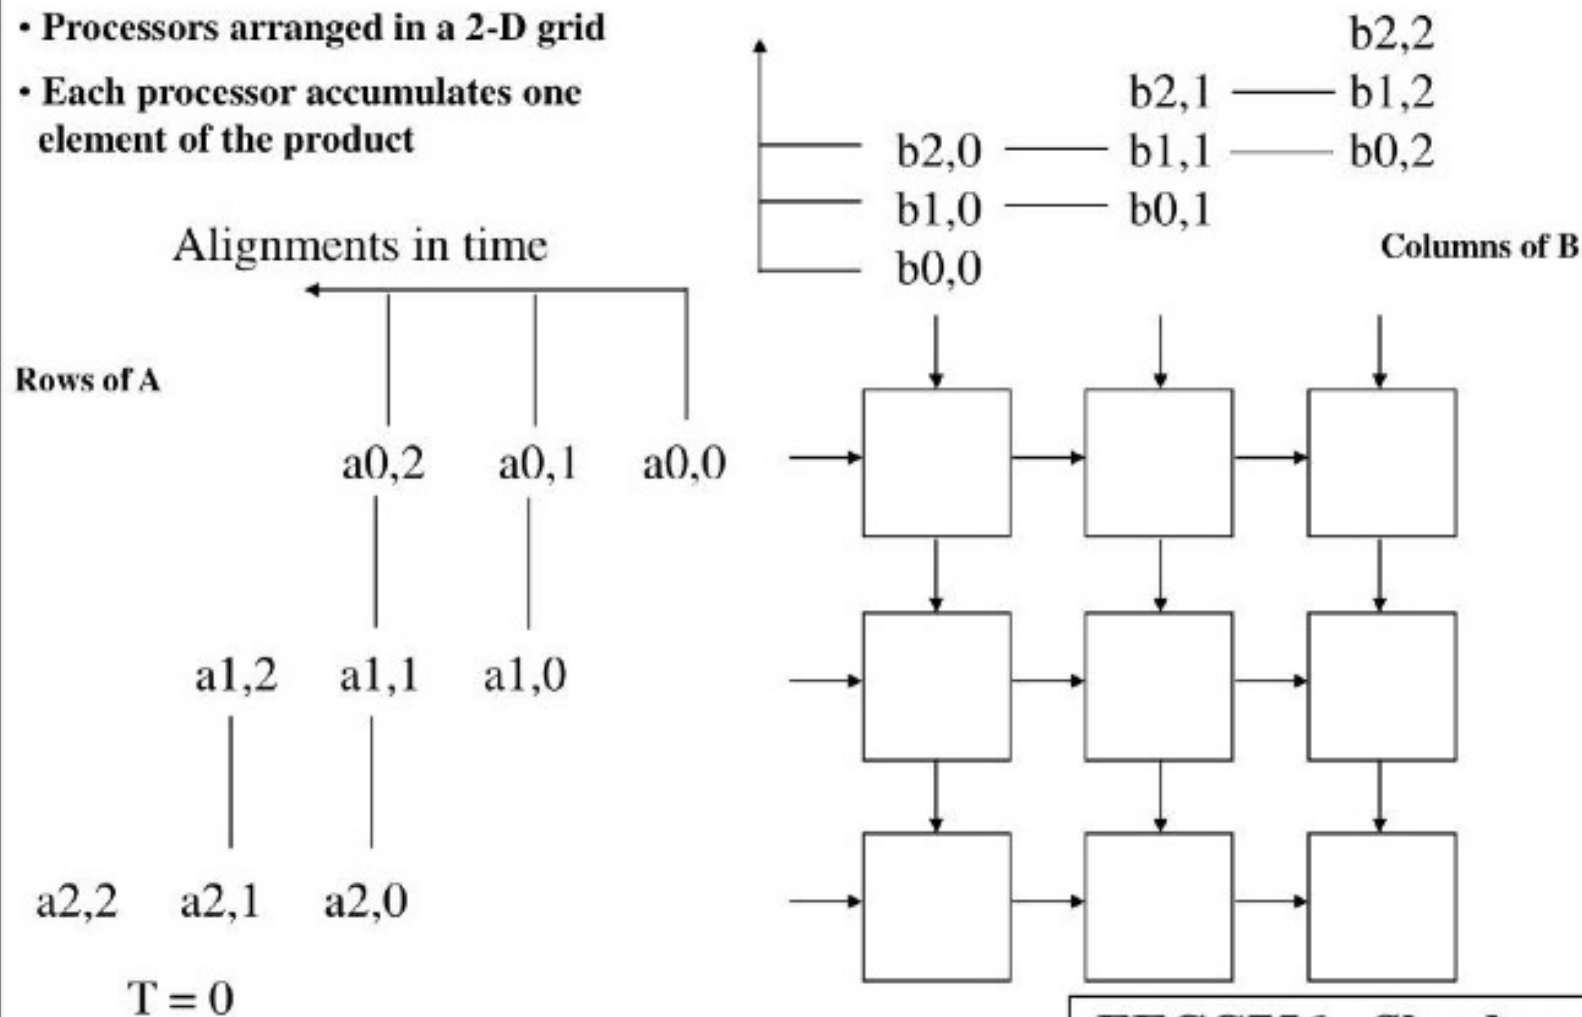 • Processors arranged in a 2-D grid
• Each processor accumulates one
element of the product
b2,2
b2,1 b1,2
b2,0 b1,1 b0,2
b1,0 b0,1
b0,0
Alignments in time
Columns of B
Rows of A
a0,2 a0,1 a0,0
a1,2 a1,1 a1,0
a2,2 a2,1 a2,0
T = 0